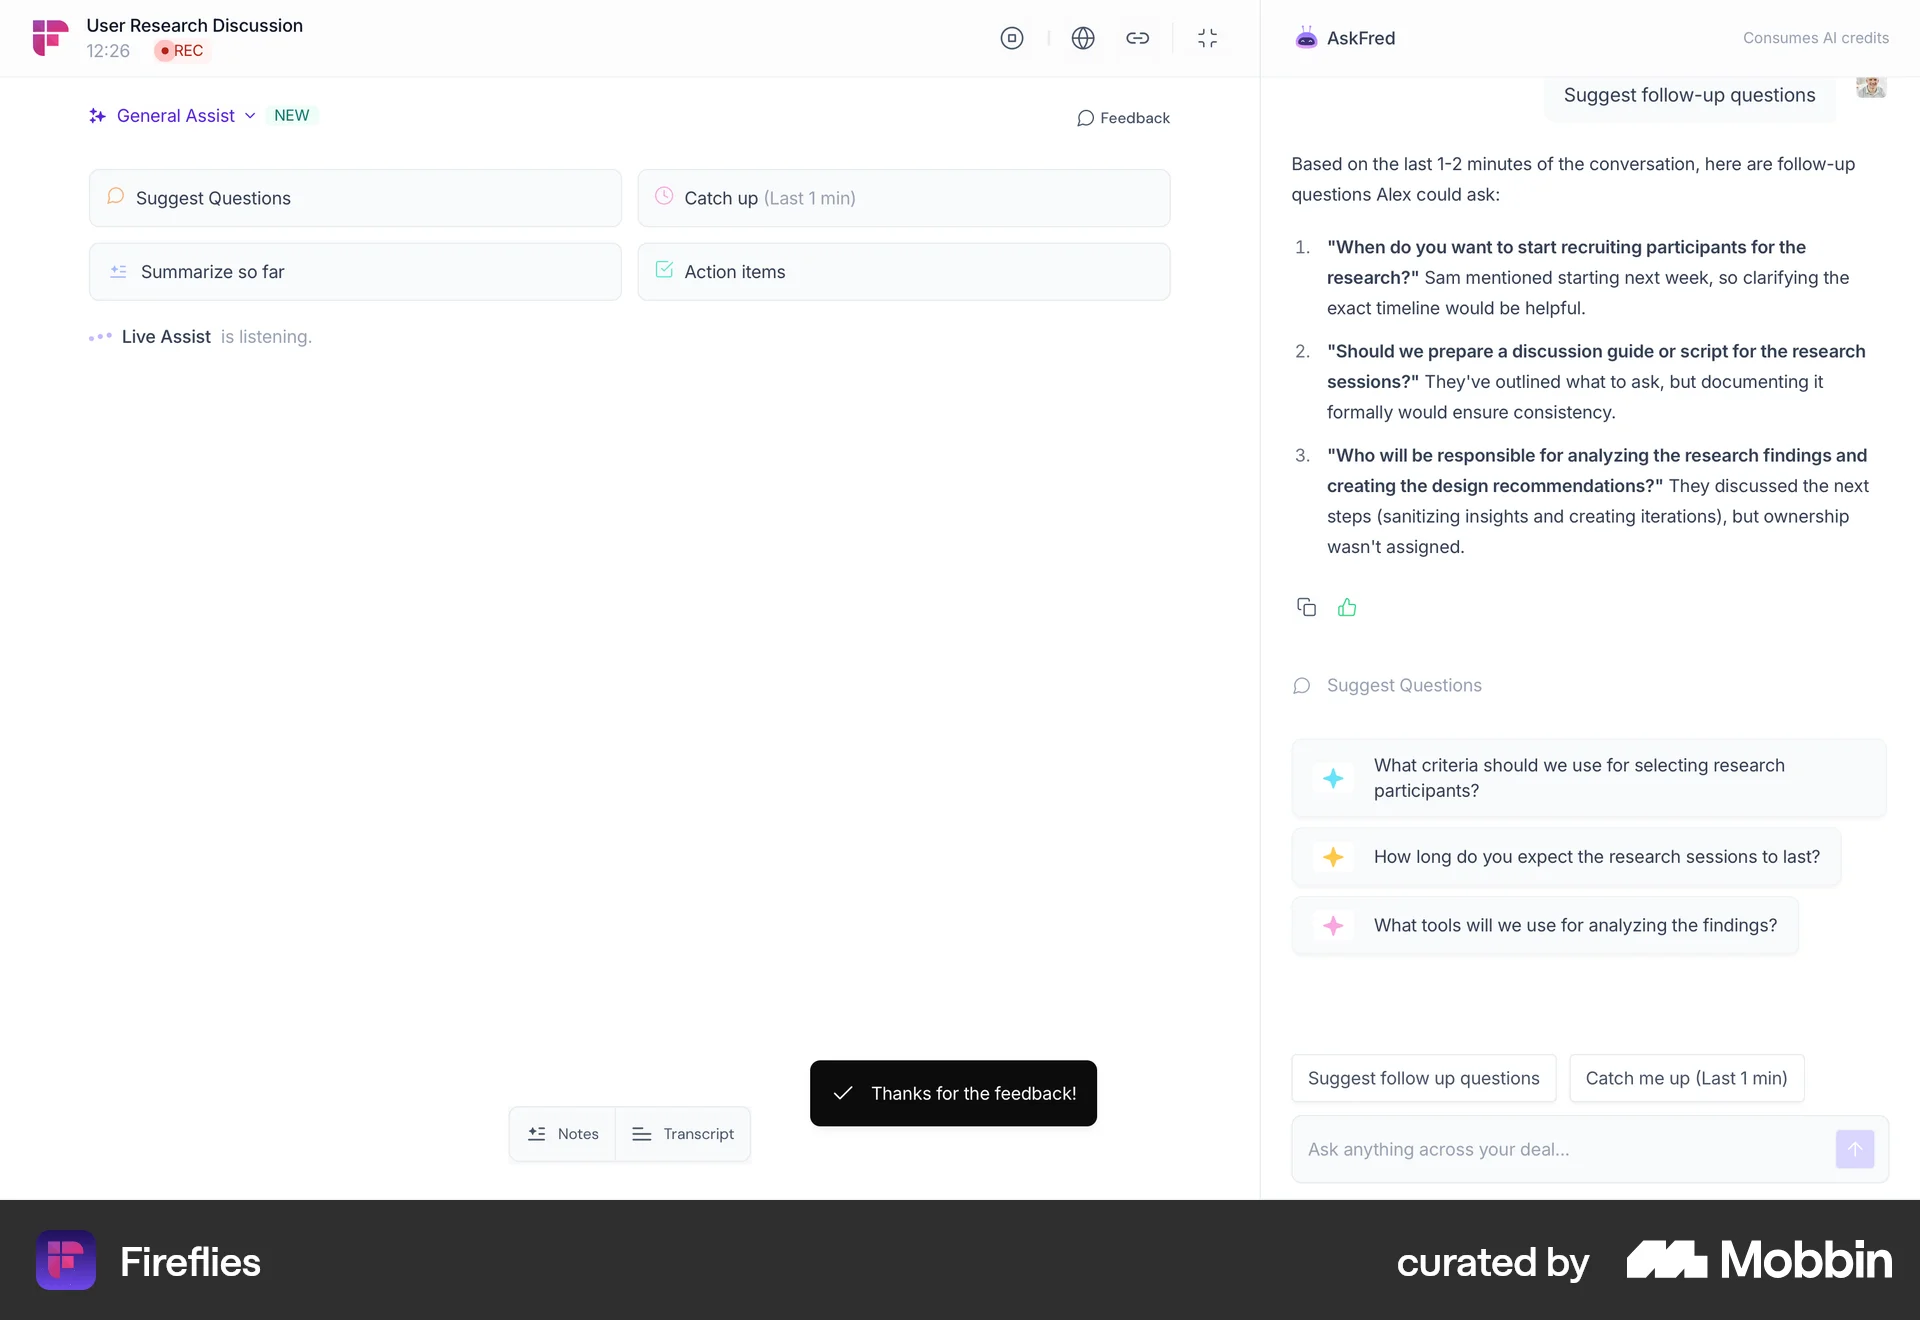 User Research Discussion
12:26 REC
General Assist NEW
Feedback
Suggest Questions
Catch up (Last 1 min)
Summarize so far
Action items
Live Assist is listening.
Thanks for the feedback!
Notes
Transcript
AskFred
Consumes AI credits
Suggest follow-up questions
Based on the last 1-2 minutes of the conversation, here are follow-up
questions Alex could ask:
1. "When do you want to start recruiting participants for the
research?" Sam mentioned starting next week, so clarifying the
exact timeline would be helpful.
2. "Should we prepare a discussion guide or script for the research
sessions?" They've outlined what to ask, but documenting it
formally would ensure consistency.
3. "Who will be responsible for analyzing the research findings and
creating the design recommendations?" They discussed the next
steps (sanitizing insights and creating iterations), but ownership
wasn't assigned.
Suggest Questions
What criteria should we use for selecting research
participants?
How long do you expect the research sessions to last?
What tools will we use for analyzing the findings?
Suggest follow up questions
Catch me up (Last 1 min)
Ask anything across your deal...
Fireflies
curated by Mobbin